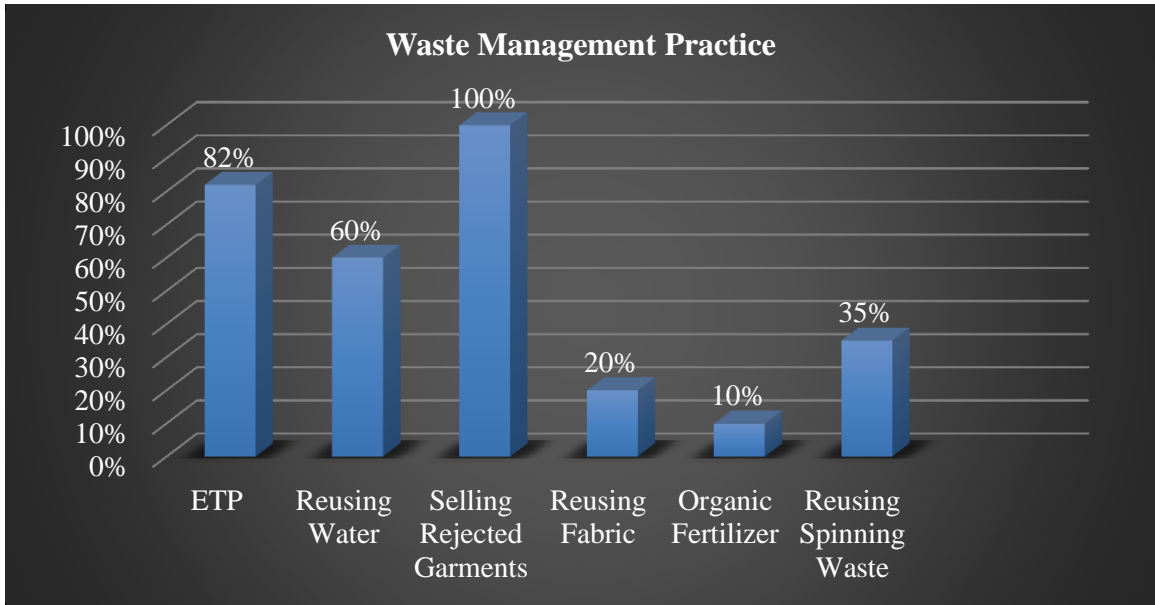 Waste Management Practice
100%
90%
80%
70%
60%
50%
40%
30%
20%
10%
0%
82%
60%
100%
20%
10%
35%
ETP
Reusing
Water
Selling
Rejected
Garments
Reusing
Fabric
Organic
Fertilizer
Reusing
Spinning
Waste